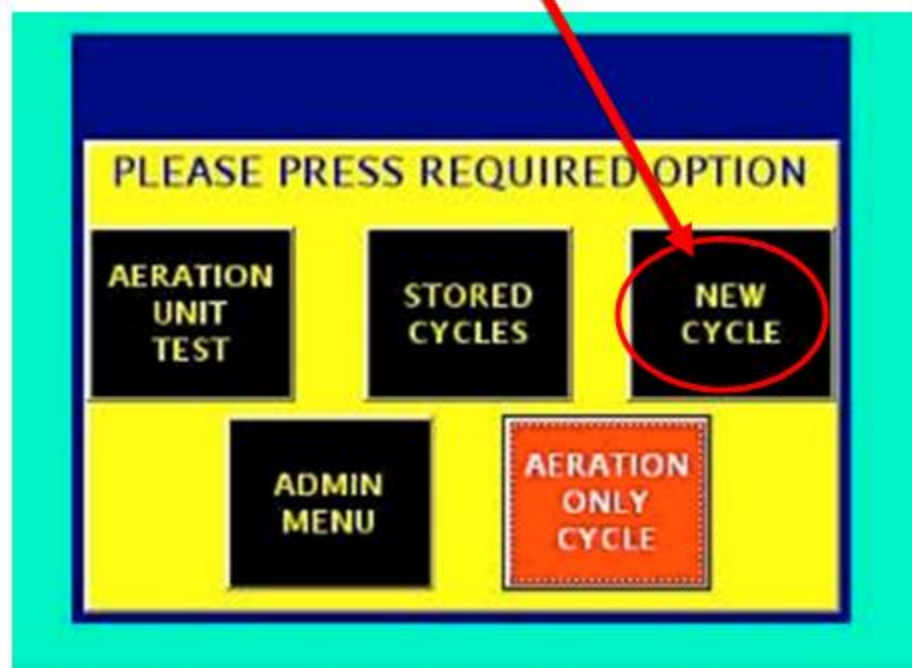 PLEASE PRESS REQUIRED OPTION
AERATION
UNIT
TEST
STORED
CYCLES
NEW
CYCLE
ADMIN
MENU
AERATION
ONLY
CYCLE